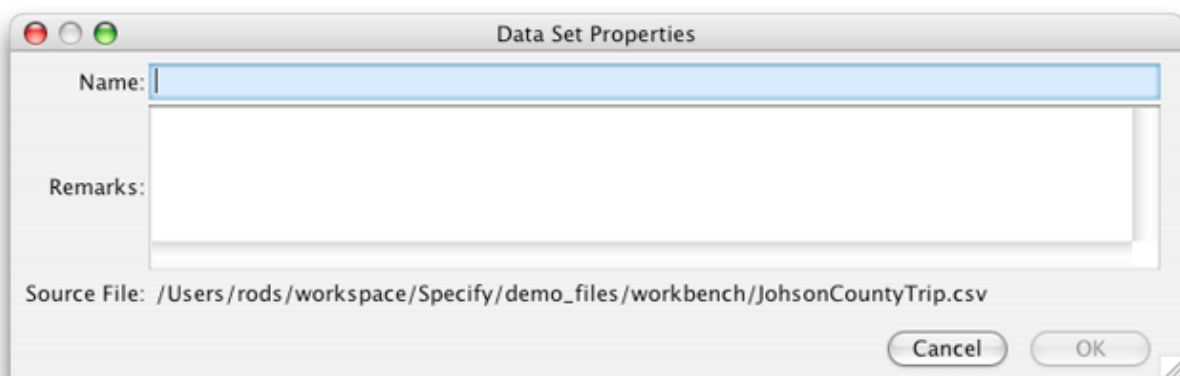 Data Set Properties
Name:
Remarks:
Source File: /Users/rods/workspace/Specify/demo_files/workbench/JohsonCountyTrip.csv
Cancel OK